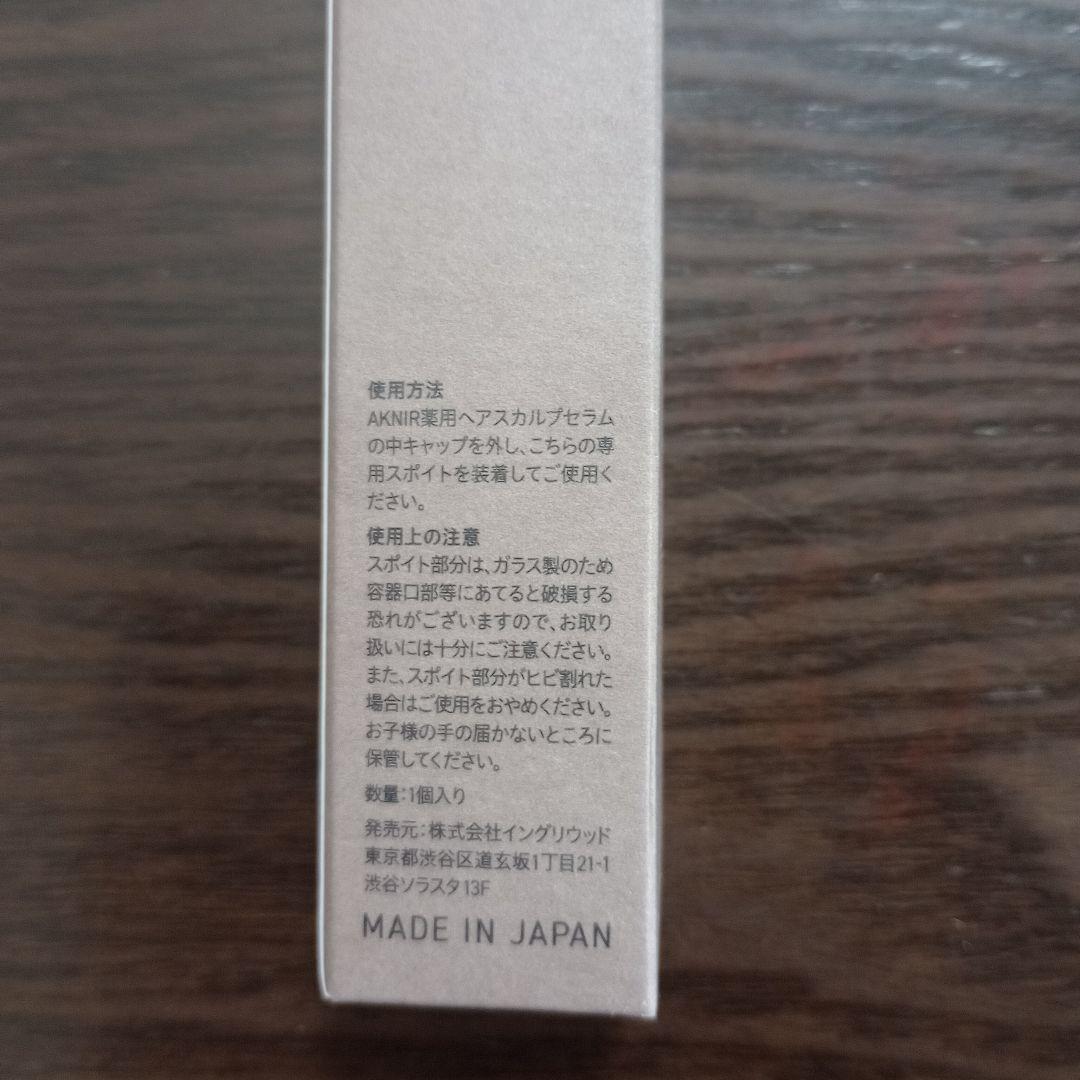 使用方法
AKNIR薬用ヘアスカルプセラム
の中キャップを外し、こちらの専
用スポイトを装着してご使用く
ださい。
使用上の注意
スポイト部分は、ガラス製のため
容器口部等にあてると破損する
恐れがございますので、お取り
扱いには十分にご注意ください。
また、スポイト部分がヒビ割れた
場合はご使用をおやめください。
お子様の手の届かないところに
保管してください。
数量：1個入り
発売元：株式会社イングリウッド
東京都渋谷区道玄坂1丁目21-1
渋谷ソラスタ13F
MADE IN JAPAN